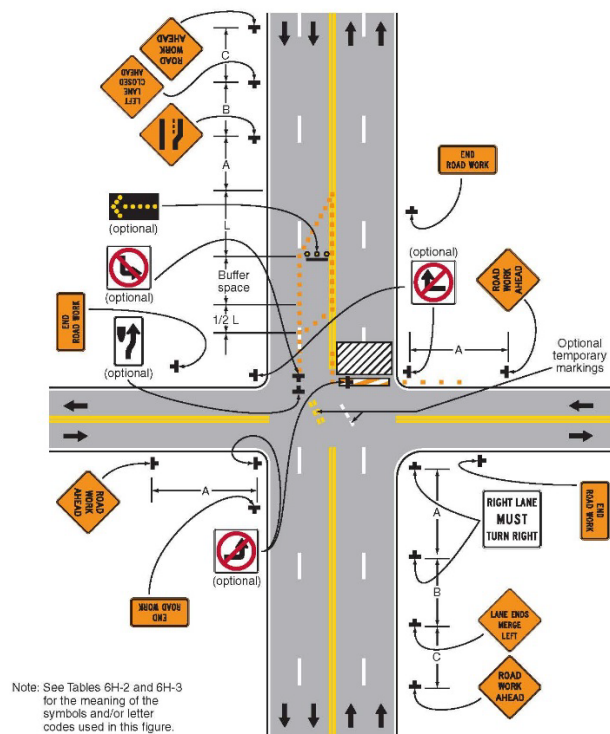 ROAD
WORK
AHEAD
C
LEFT
LANE
CLOSED
AHEAD
B
A
END
ROAD WORK
(optional)
L
(optional)
(optional)
Buffer
space
ROAD
WORK
AHEAD
END
ROAD WORK
1/2 L
A
Optional
temporary
markings
(optional)
ROAD
WORK
AHEAD
A
RIGHT LANE
MUST
TURN RIGHT
A
END
ROAD WORK
(optional)
B
END
ROAD WORK
LANE ENDS
MERGE
LEFT
C
ROAD
WORK
AHEAD
Note: See Tables 6H-2 and 6H-3
for the meaning of the
symbols and/or letter
codes used in this figure.